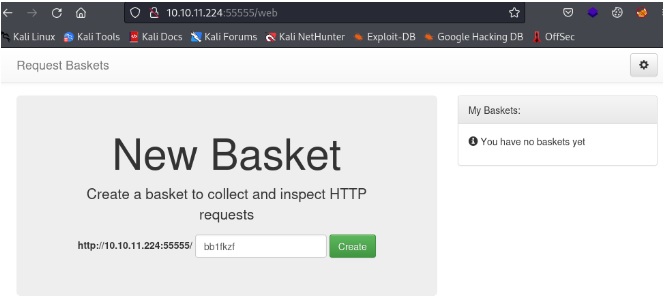 10.10.11.224:55555/web
Kali Linux Kali Tools Kali Docs Kali Forums Kali NetHunter Exploit-DB Google Hacking DB OffSec
Request Baskets
New Basket
Create a basket to collect and inspect HTTP
requests
http://10.10.11.224:55555/ bb1fkzf Create
My Baskets:
You have no baskets yet